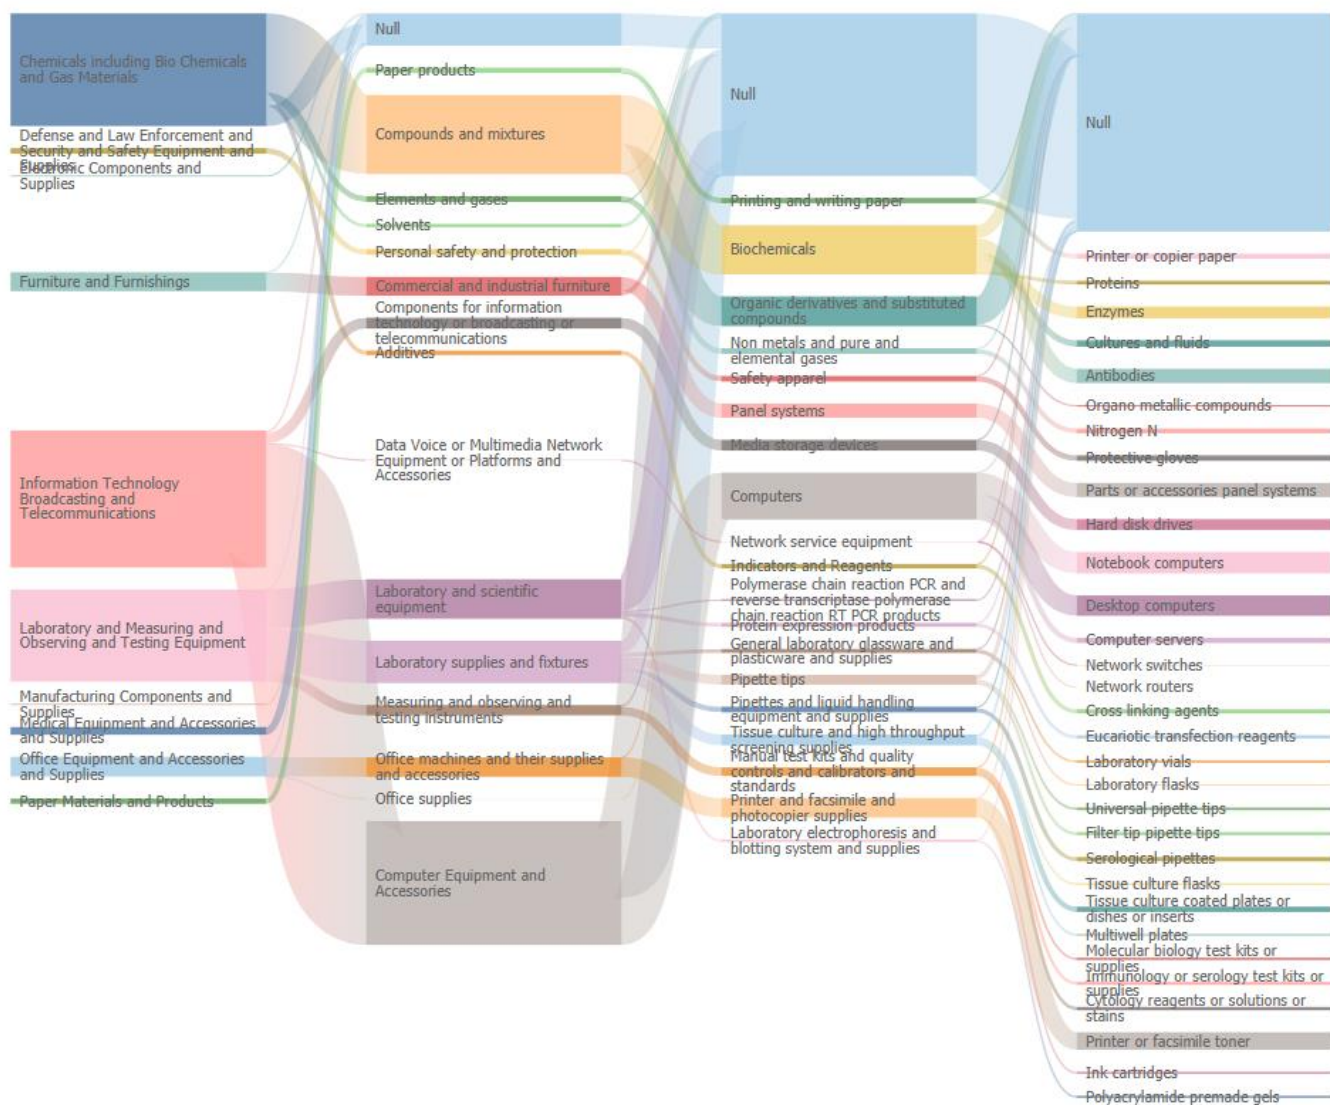 Chemicals including Bio Chemicals
and Gas Materials
Defense and Law Enforcement and
Security and Safety Equipment and
Supplies
Electronic Components and
Supplies
Furniture and Furnishings
Information Technology
Broadcasting and
Telecommunications
Laboratory and Measuring and
Observing and Testing Equipment
Manufacturing Components and
Supplies
Medical Equipment and Accessories
and Supplies
Office Equipment and Accessories
and Supplies
Paper Materials and Products
Null
Paper products
Compounds and mixtures
Elements and gases
Solvents
Personal safety and protection
Commercial and industrial furniture
Components for information
technology or broadcasting or
telecommunications
Additives
Data Voice or Multimedia Network
Equipment or Platforms and
Accessories
Laboratory and scientific
equipment
Laboratory supplies and fixtures
Measuring and observing and
testing instruments
Office machines and their supplies
and accessories
Office supplies
Computer Equipment and
Accessories
Null
Printing and writing paper
Biochemicals
Organic derivatives and substituted
compounds
Non metals and pure and
elemental gases
Safety apparel
Panel systems
Media storage devices
Computers
Network service equipment
Indicators and Reagents
Polymerase chain reaction PCR and
reverse transcriptase polymerase
chain reaction RT PCR products
Protein expression products
General laboratory glassware and
plasticware and supplies
Pipette tips
Pipettes and liquid handling
equipment and supplies
Tissue culture and high throughput
screening supplies
Manual test kits and quality
controls and calibrators and
standards
Printer and facsimile and
photocopier supplies
Laboratory electrophoresis and
blotting system and supplies
Null
Printer or copier paper
Proteins
Enzymes
Cultures and fluids
Antibodies
Organo metallic compounds
Nitrogen N
Protective gloves
Parts or accessories panel systems
Hard disk drives
Notebook computers
Desktop computers
Computer servers
Network switches
Network routers
Cross linking agents
Eucariotic transfection reagents
Laboratory vials
Laboratory flasks
Universal pipette tips
Filter tip pipette tips
Serological pipettes
Tissue culture flasks
Tissue culture coated plates or
dishes or inserts
Multiwell plates
Molecular biology test kits or
supplies
Immunology or serology test kits or
supplies
Cytology reagents or solutions or
stains
Printer or facsimile toner
Ink cartridges
Polyacrylamide premade gels